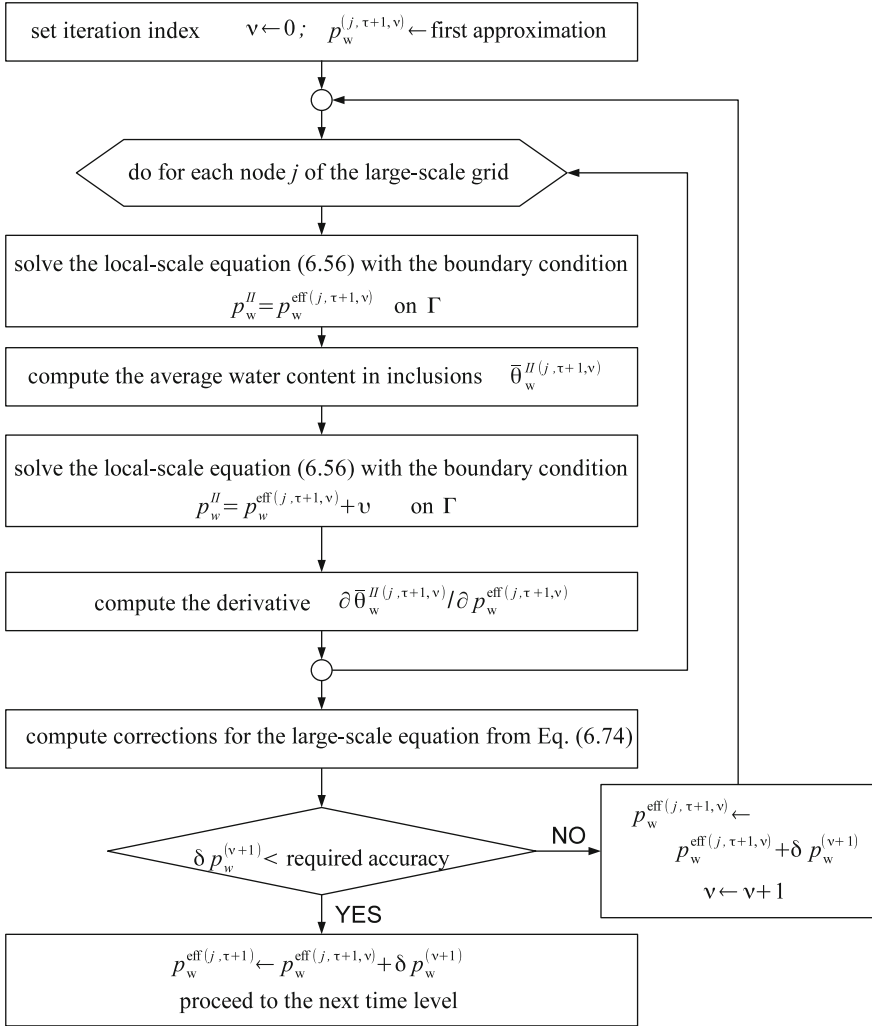 set iteration index ν←0 ; p_w^(j,τ+1,ν)←first approximation
do for each node j of the large-scale grid
solve the local-scale equation (6.56) with the boundary condition
p_w^II = p_w^eff(j,τ+1,ν) on Γ
compute the average water content in inclusions θ̄_w^II(j,τ+1,ν)
solve the local-scale equation (6.56) with the boundary condition
p_w^II = p_w^eff(j,τ+1,ν)+υ on Γ
compute the derivative ∂θ̄_w^II(j,τ+1,ν)/∂p_w^eff(j,τ+1,ν)
compute corrections for the large-scale equation from Eq. (6.74)
δp_w^(ν+1)< required accuracy
NO
p_w^eff(j,τ+1,ν)←
p_w^eff(j,τ+1,ν)+δp_w^(ν+1)
ν←ν+1
YES
p_w^eff(j,τ+1)←p_w^eff(j,τ+1,ν)+δp_w^(ν+1)
proceed to the next time level